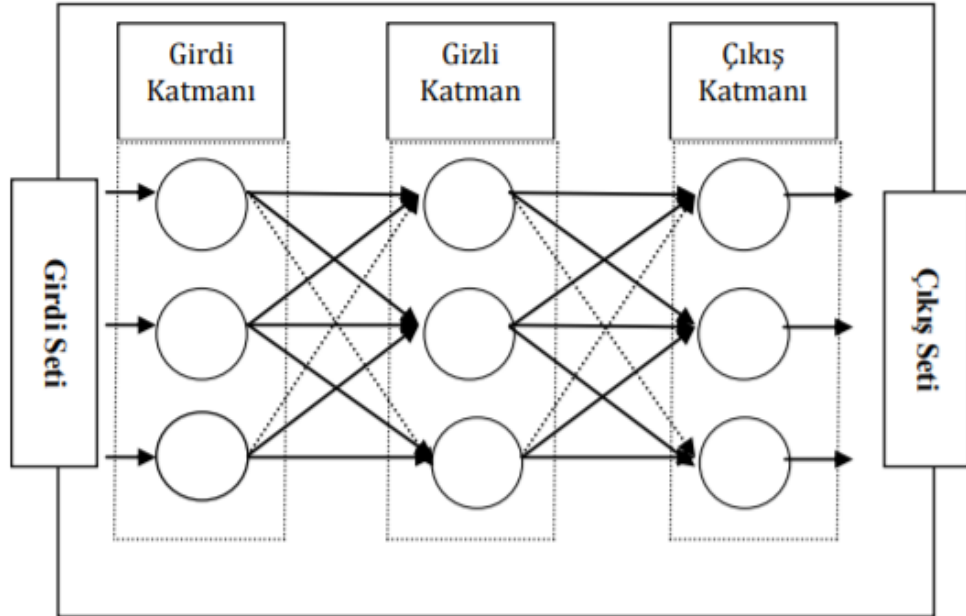 Girdi
Katmanı
Gizli
Katman
Çıkış
Katmanı
Girdi Seti
Çıkış Seti